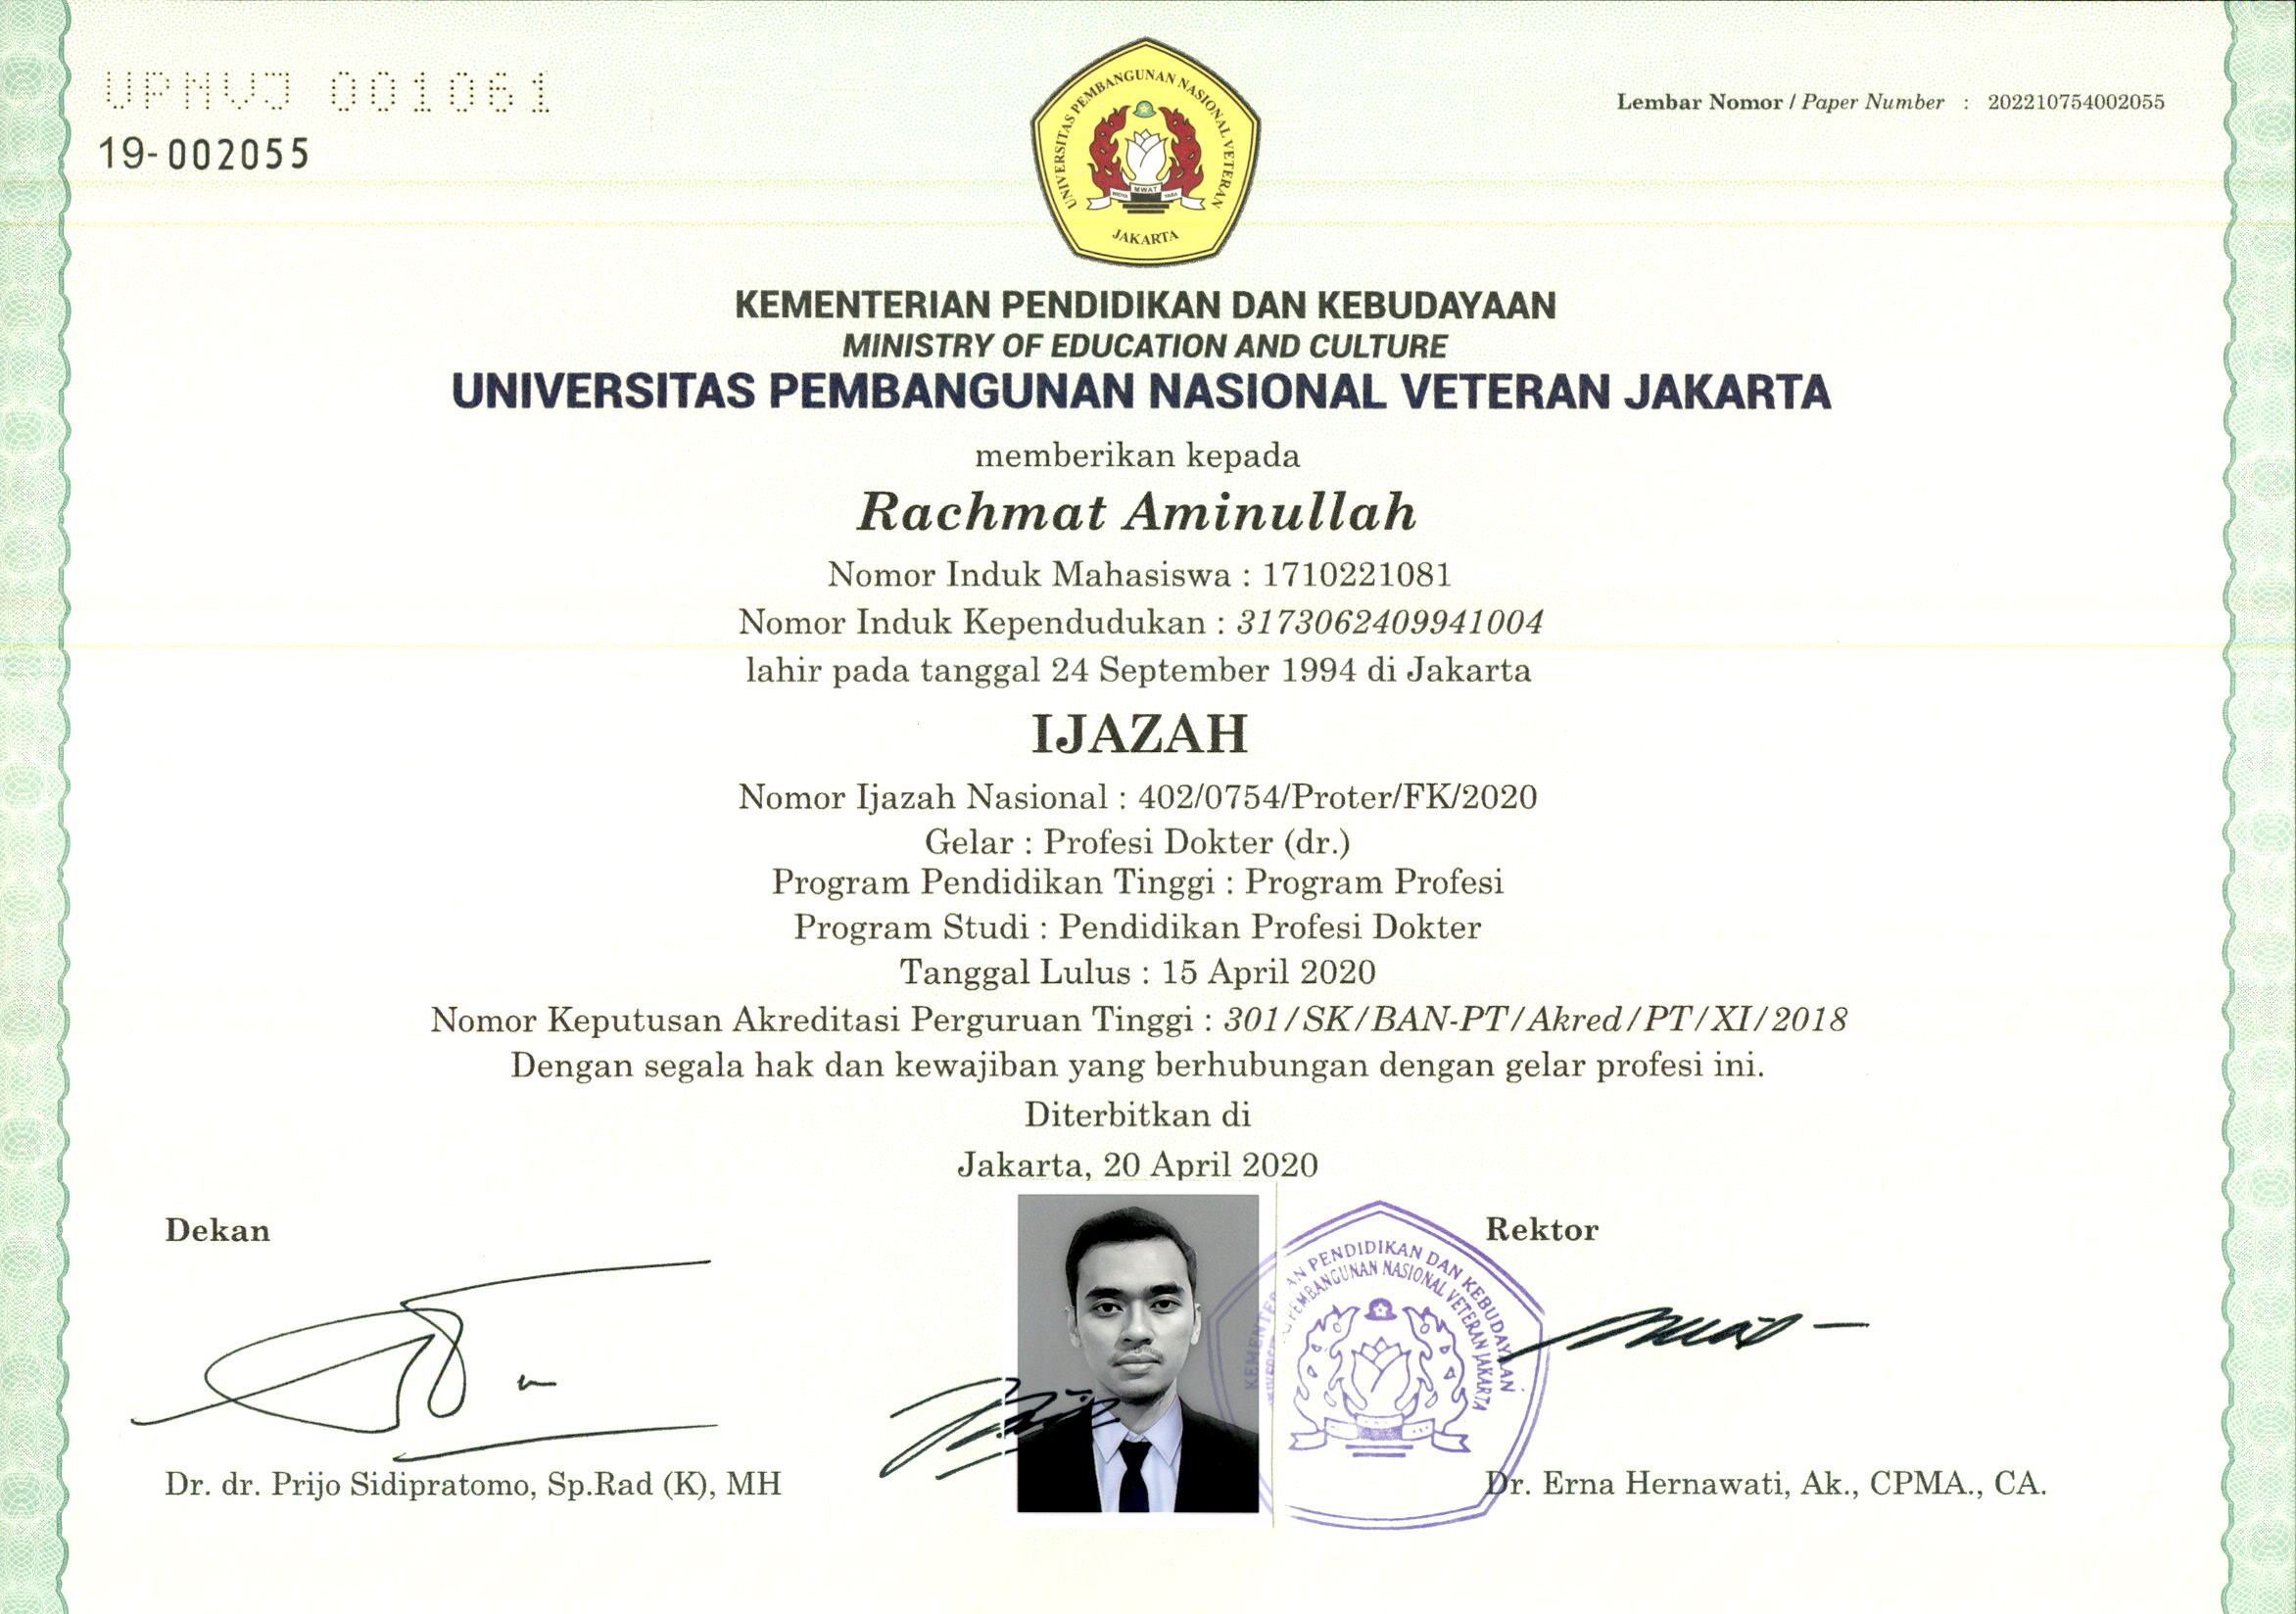 UPNVJ 001061
19-002055
Lembar Nomor / Paper Number : 202210754002055
UNIVERSITAS PEMBANGUNAN NASIONAL VETERAN
WIDYA MWAT YASA
JAKARTA
KEMENTERIAN PENDIDIKAN DAN KEBUDAYAAN
MINISTRY OF EDUCATION AND CULTURE
UNIVERSITAS PEMBANGUNAN NASIONAL VETERAN JAKARTA
memberikan kepada
Rachmat Aminullah
Nomor Induk Mahasiswa : 1710221081
Nomor Induk Kependudukan : 3173062409941004
lahir pada tanggal 24 September 1994 di Jakarta
IJAZAH
Nomor Ijazah Nasional : 402/0754/Proter/FK/2020
Gelar : Profesi Dokter (dr.)
Program Pendidikan Tinggi : Program Profesi
Program Studi : Pendidikan Profesi Dokter
Tanggal Lulus : 15 April 2020
Nomor Keputusan Akreditasi Perguruan Tinggi : 301/SK/BAN-PT/Akred/PT/XI/2018
Dengan segala hak dan kewajiban yang berhubungan dengan gelar profesi ini.
Diterbitkan di
Jakarta, 20 April 2020
Dekan
Rektor
KEMENTER AN PENDIDIKAN DAN KEBUDAYAAN
PEMBANGUNAN NASIONAL VETERAN JAKARTA
Dr. dr. Prijo Sidipratomo, Sp.Rad (K), MH
Dr. Erna Hernawati, Ak., CPMA., CA.